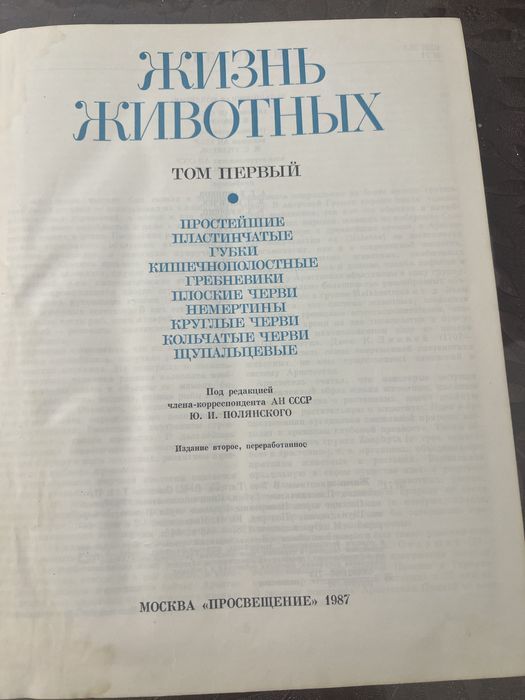 ЖИЗНЬ
ЖИВОТНЫХ
ТОМ ПЕРВЫЙ
ПРОСТЕЙШИЕ
ПЛАСТИНЧАТЫЕ
ГУБКИ
КИШЕЧНОПОЛОСТНЫЕ
ГРЕБНЕВИКИ
ПЛОСКИЕ ЧЕРВИ
НЕМЕРТИНЫ
КРУГЛЫЕ ЧЕРВИ
КОЛЬЧАТЫЕ ЧЕРВИ
ЩУПАЛЬЦЕВЫЕ
Под редакцией
члена-корреспондента АН СССР
Ю. И. ПОЛЯНСКОГО
Издание второе, переработанное
МОСКВА «ПРОСВЕЩЕНИЕ» 1987